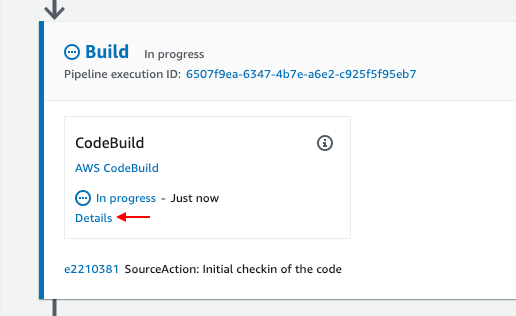 Build In progress
Pipeline execution ID: 6507f9ea-6347-4b7e-a6e2-c925f5f95eb7
CodeBuild
AWS CodeBuild
In progress - Just now
Details
e2210381 SourceAction: Initial checkin of the code